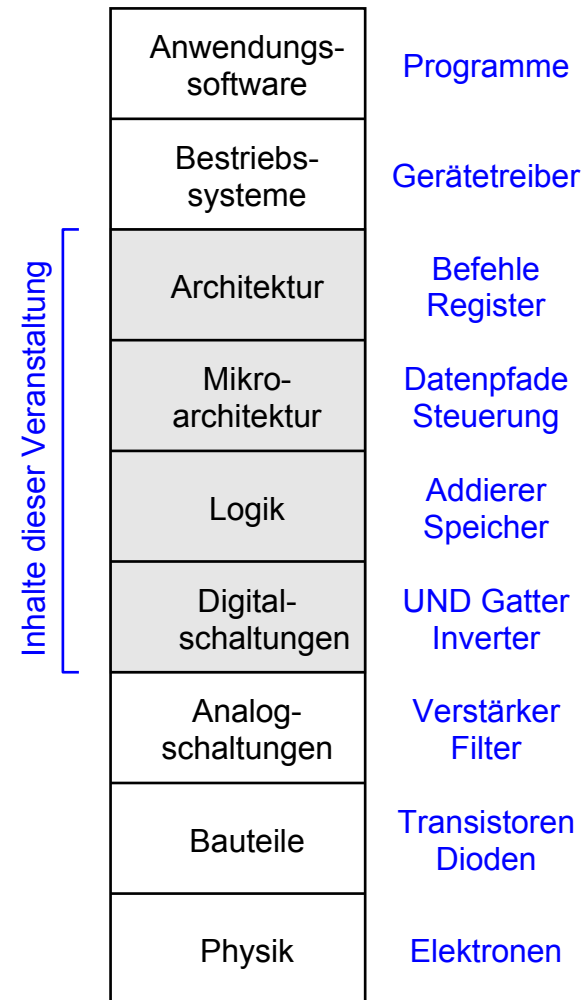 Anwendungs-
software
Programme
Bestriebs-
systeme
Gerätetreiber
Inhalte dieser Veranstaltung
Architektur
Befehle
Register
Mikro-
architektur
Datenpfade
Steuerung
Logik
Addierer
Speicher
Digital-
schaltungen
UND Gatter
Inverter
Analog-
schaltungen
Verstärker
Filter
Bauteile
Transistoren
Dioden
Physik
Elektronen